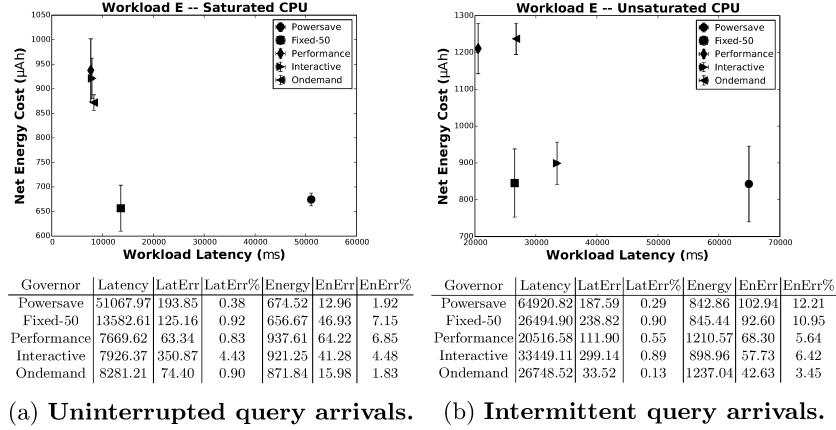 Workload E -- Saturated CPU
Net Energy Cost (µAh)
1050
1000
950
900
850
800
750
700
650
600
Powersave
Fixed-50
Performance
Interactive
Ondemand
0 10000 20000 30000 40000 50000 60000
Workload Latency (ms)
Governor Latency LatErr LatErr% Energy EnErr EnErr%
Powersave 51067.97 193.85 0.38 674.52 12.96 1.92
Fixed-50 13582.61 125.16 0.92 656.67 46.93 7.15
Performance 7669.62 63.34 0.83 937.61 64.22 6.85
Interactive 7926.37 350.87 4.43 921.25 41.28 4.48
Ondemand 8281.21 74.40 0.90 871.84 15.98 1.83
(a) Uninterrupted query arrivals.
Workload E -- Unsaturated CPU
Net Energy Cost (µAh)
1300
1200
1100
1000
900
800
700
Powersave
Fixed-50
Performance
Interactive
Ondemand
20000 30000 40000 50000 60000 70000
Workload Latency (ms)
Governor Latency LatErr LatErr% Energy EnErr EnErr%
Powersave 64920.82 187.59 0.29 842.86 102.94 12.21
Fixed-50 26494.90 238.82 0.90 845.44 92.60 10.95
Performance 20516.58 111.90 0.55 1210.57 68.30 5.64
Interactive 33449.11 299.14 0.89 898.96 57.73 6.42
Ondemand 26748.52 33.52 0.13 1237.04 42.63 3.45
(b) Intermittent query arrivals.